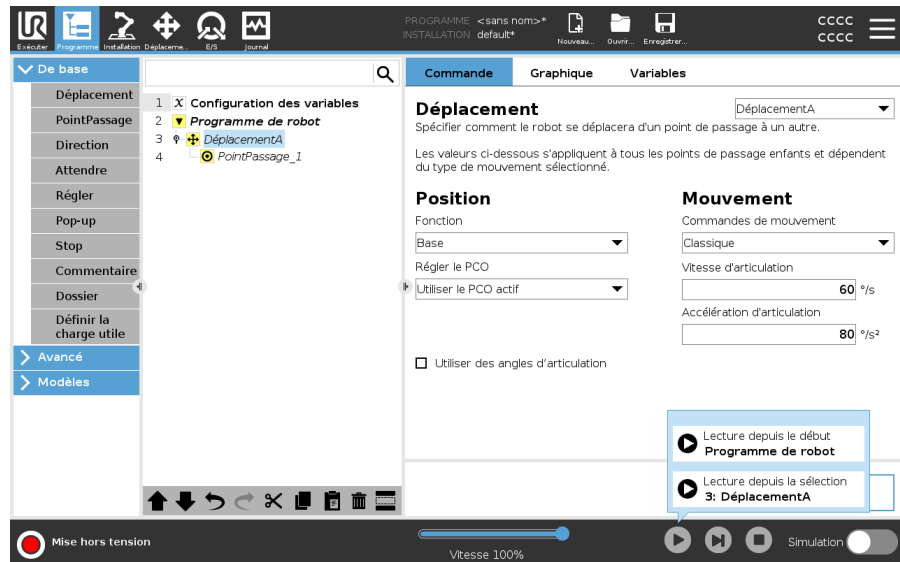 UR
PROGRAMME <sans nom>*
INSTALLATION default*
Exécuter Programme Installation Déplaceme... E/S Journal
Nouveau... Ouvrir... Enregistrer...
cccc
cccc
De base
Déplacement
PointPassage
Direction
Attendre
Régler
Pop-up
Stop
Commentaire
Dossier
Définir la
charge utile
Avancé
Modèles
1 X Configuration des variables
2 Programme de robot
3 DéplacementA
4 PointPassage_1
Commande Graphique Variables
Déplacement
DéplacementA
Spécifier comment le robot se déplacera d'un point de passage à un autre.
Les valeurs ci-dessous s'appliquent à tous les points de passage enfants et dépendent
du type de mouvement sélectionné.
Position
Fonction
Base
Régler le PCO
Utiliser le PCO actif
Utiliser des angles d'articulation
Mouvement
Commandes de mouvement
Classique
Vitesse d'articulation
60 °/s
Accélération d'articulation
80 °/s²
Lecture depuis le début
Programme de robot
Lecture depuis la sélection
3: DéplacementA
Mise hors tension
Vitesse 100%
Simulation